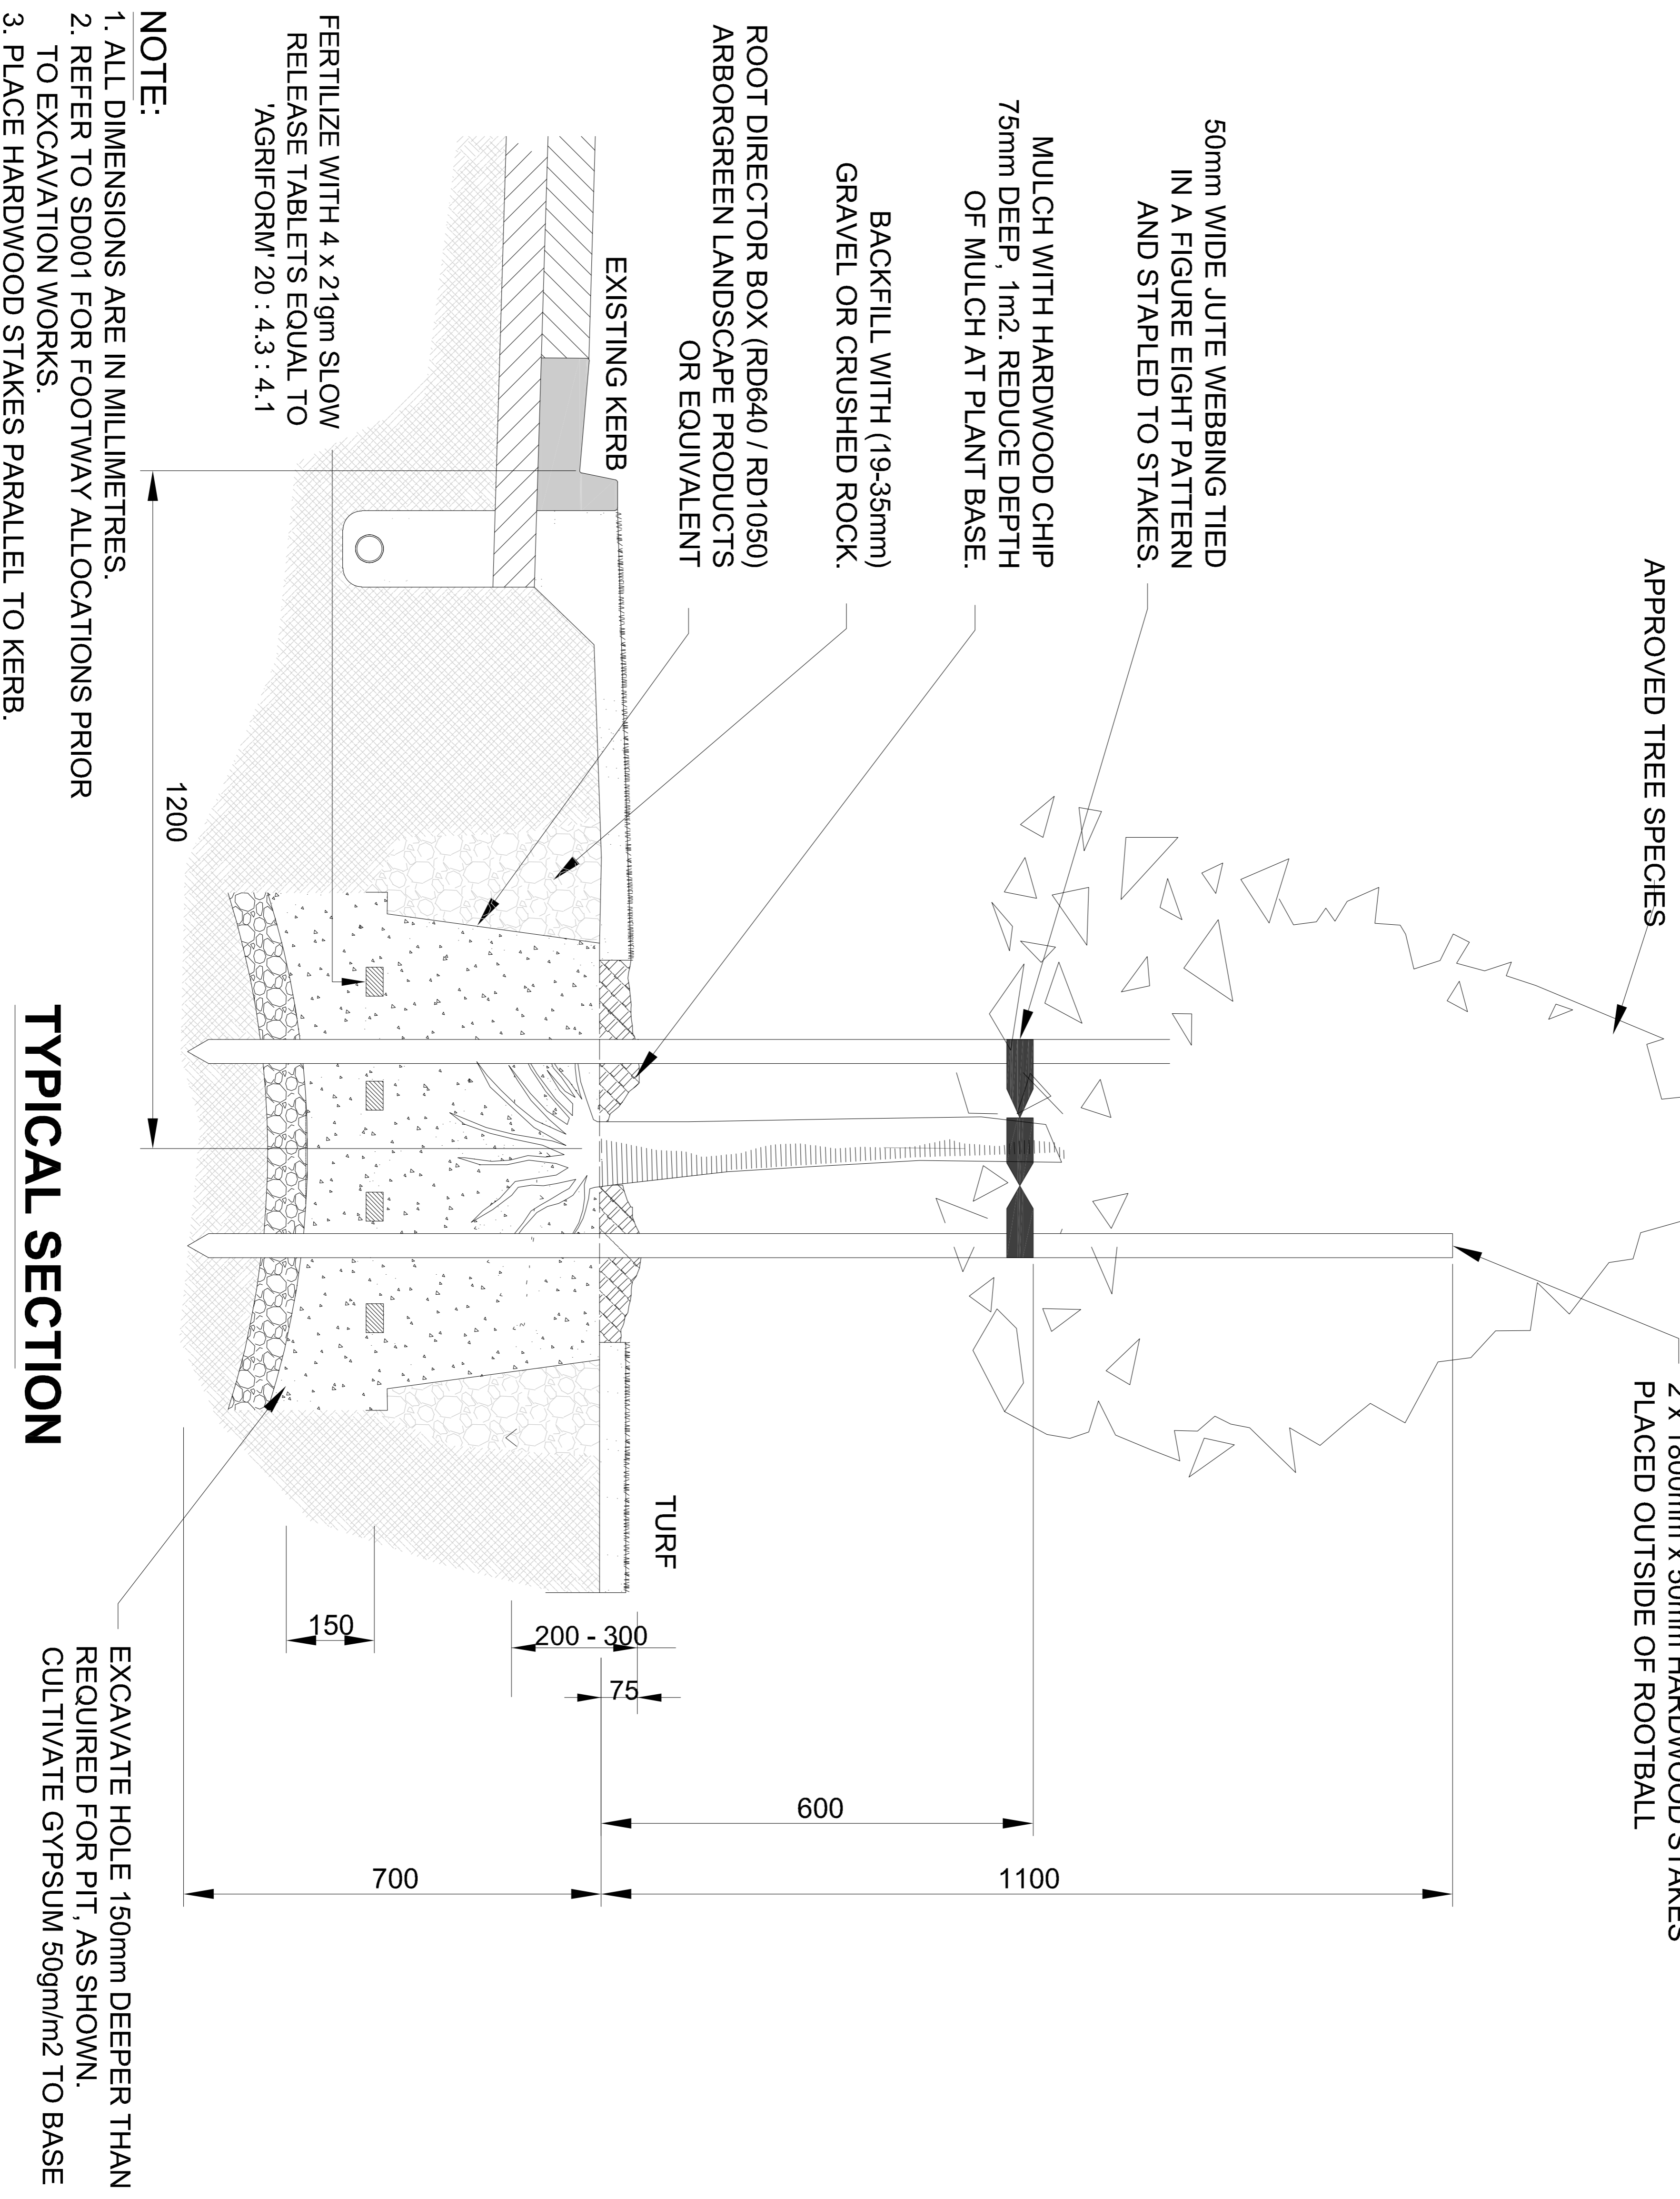 APPROVED TREE SPECIES
PLACED OUTSIDE OF ROOTBALL
50mm WIDE JUTE WEBBING TIED
IN A FIGURE EIGHT PATTERN
AND STAPLED TO STAKES.
MULCH WITH HARDWOOD CHIP
75mm DEEP, 1m2. REDUCE DEPTH
OF MULCH AT PLANT BASE.
BACKFILL WITH (19-35mm)
GRAVEL OR CRUSHED ROCK.
ROOT DIRECTOR BOX (RD640 / RD1050)
ARBORGREEN LANDSCAPE PRODUCTS
OR EQUIVALENT
EXISTING KERB
TURF
FERTILIZE WITH 4 x 21gm SLOW
RELEASE TABLETS EQUAL TO
'AGRIFORM' 20 : 4.3 : 4.1
1200
150
200 - 300
75
600
700
1100
EXCAVATE HOLE 150mm DEEPER THAN
REQUIRED FOR PIT, AS SHOWN.
CULTIVATE GYPSUM 50gm/m2 TO BASE
NOTE:
1. ALL DIMENSIONS ARE IN MILLIMETRES.
2. REFER TO SD001 FOR FOOTWAY ALLOCATIONS PRIOR
TO EXCAVATION WORKS.
3. PLACE HARDWOOD STAKES PARALLEL TO KERB.
TYPICAL SECTION